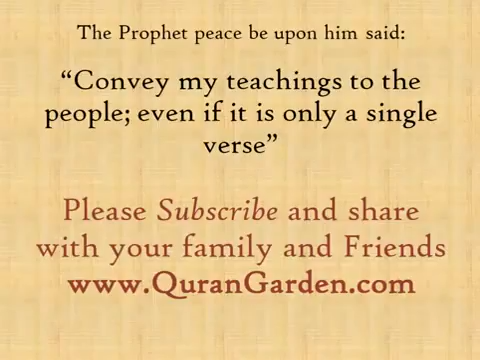 The Prophet peace be upon him said:
“Convey my teachings to the
people; even if it is only a single
verse”
Please Subscribe and share
with your family and Friends
www.QuranGarden.com